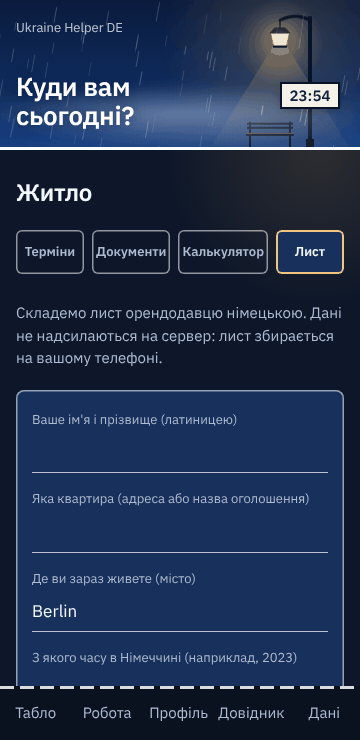 Ukraine Helper DE
Куди вам
сьогодні?
23:54
Житло
Терміни
Документи
Калькулятор
Лист
Складемо лист орендодавцю німецькою. Дані
не надсилаються на сервер: лист збирається
на вашому телефоні.
Ваше ім'я і прізвище (латиницею)
Яка квартира (адреса або назва оголошення)
Де ви зараз живете (місто)
Berlin
З якого часу в Німеччині (наприклад, 2023)
Табло
Робота
Профіль
Довідник
Дані